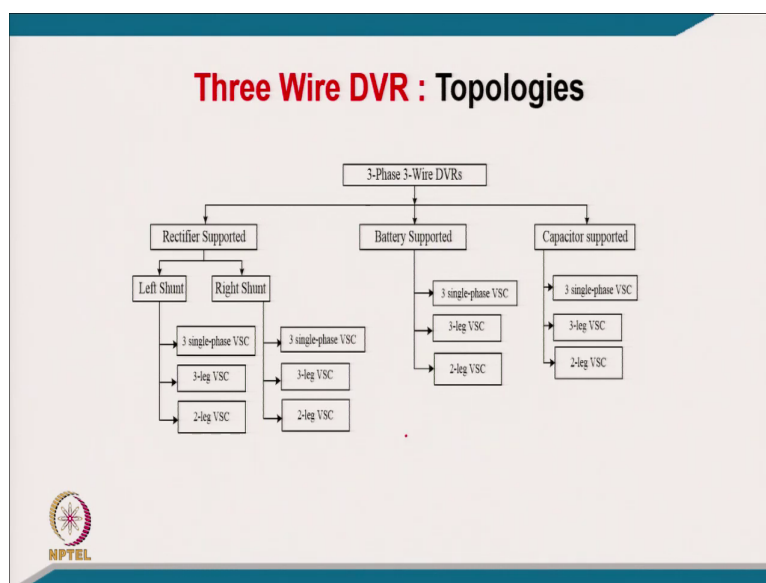 Three Wire DVR : Topologies
3-Phase 3-Wire DVRs
Rectifier Supported
Battery Supported
Capacitor supported
Left Shunt
Right Shunt
3 single-phase VSC
3-leg VSC
2-leg VSC
3 single-phase VSC
3-leg VSC
2-leg VSC
3 single-phase VSC
3-leg VSC
2-leg VSC
3 single-phase VSC
3-leg VSC
2-leg VSC
NPTEL